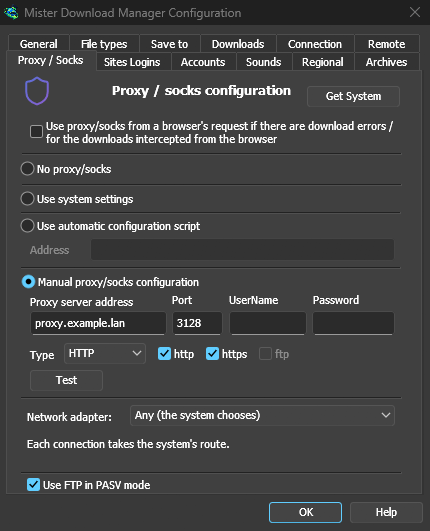 Mister Download Manager Configuration
General
File types
Save to
Downloads
Connection
Remote
Proxy / Socks
Sites Logins
Accounts
Sounds
Regional
Archives
Proxy / socks configuration
Get System
Use proxy/socks from a browser's request if there are download errors /
for the downloads intercepted from the browser
No proxy/socks
Use system settings
Use automatic configuration script
Address
Manual proxy/socks configuration
Proxy server address
Port
UserName
Password
proxy.example.lan
3128
Type
HTTP
http
https
ftp
Test
Network adapter:
Any (the system chooses)
Each connection takes the system's route.
Use FTP in PASV mode
OK
Help